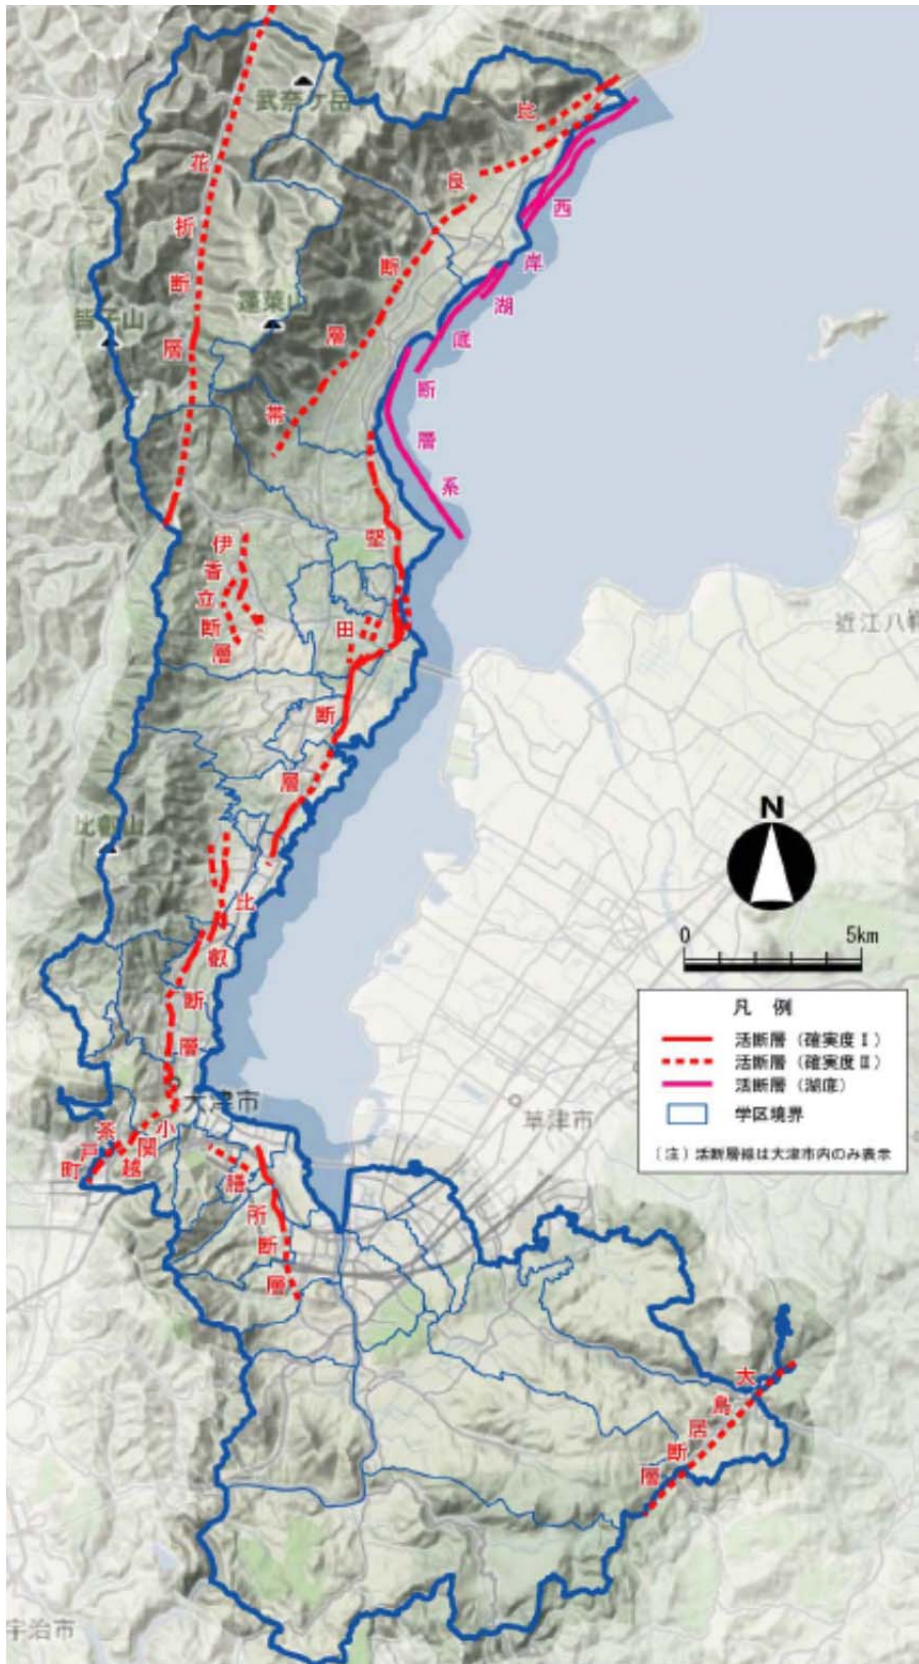 武奈ヶ岳
比良断層帯
花折断層
西岸湖底断層系
蓬莱山
皆子山
堅田断層
伊香立断層
近江八幡
比叡山
比叡断層
N
0 5km
凡 例
活断層（確実度Ⅰ）
活断層（確実度Ⅱ）
活断層（湖底）
学区境界
（注）活断層線は大津市内のみ表示
大津市
草津市
小関越
茶戸町
膳所断層
大鳥居断層
宇治市